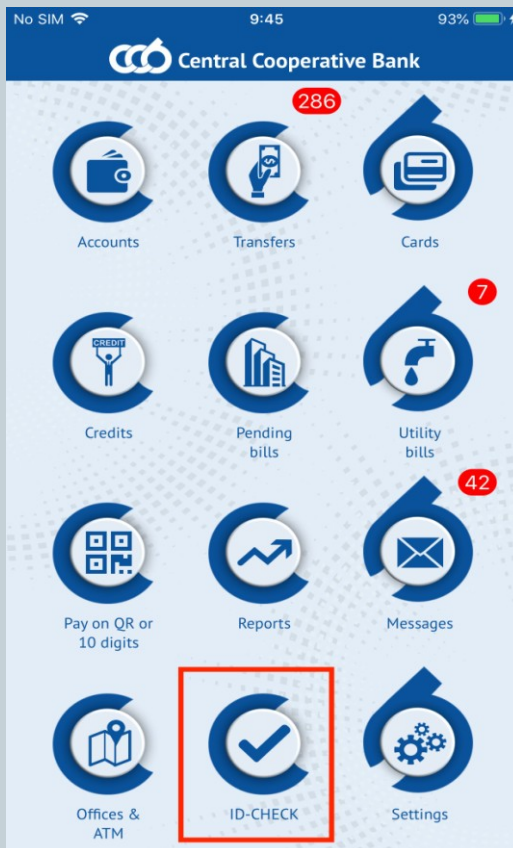 No SIM 9:45 93%
Central Cooperative Bank
286
Accounts Transfers Cards
7
CREDIT
Credits Pending Utility
bills bills
42
Pay on QR or Reports Messages
10 digits
Offices & ID-CHECK Settings
ATM